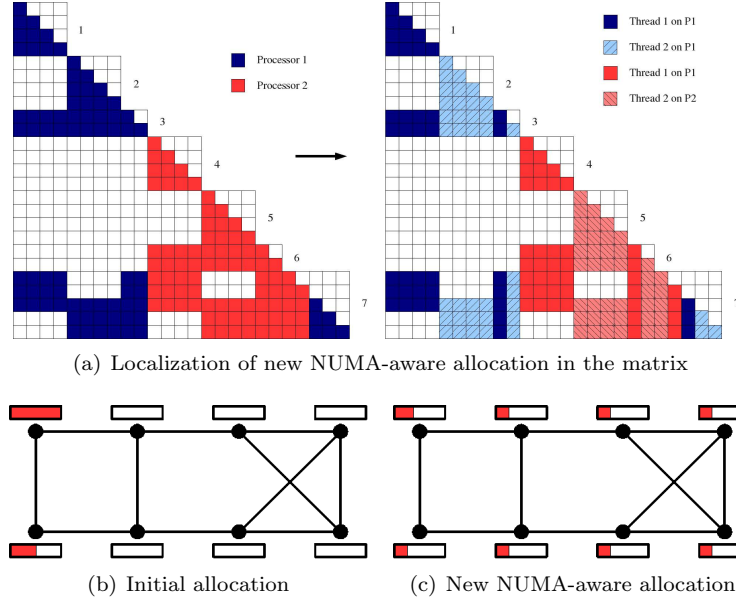 1
2
3
4
5
6
7
Processor 1
Processor 2
1
2
3
4
5
6
7
Thread 1 on P1
Thread 2 on P1
Thread 1 on P1
Thread 2 on P2
(a) Localization of new NUMA-aware allocation in the matrix
(b) Initial allocation
(c) New NUMA-aware allocation